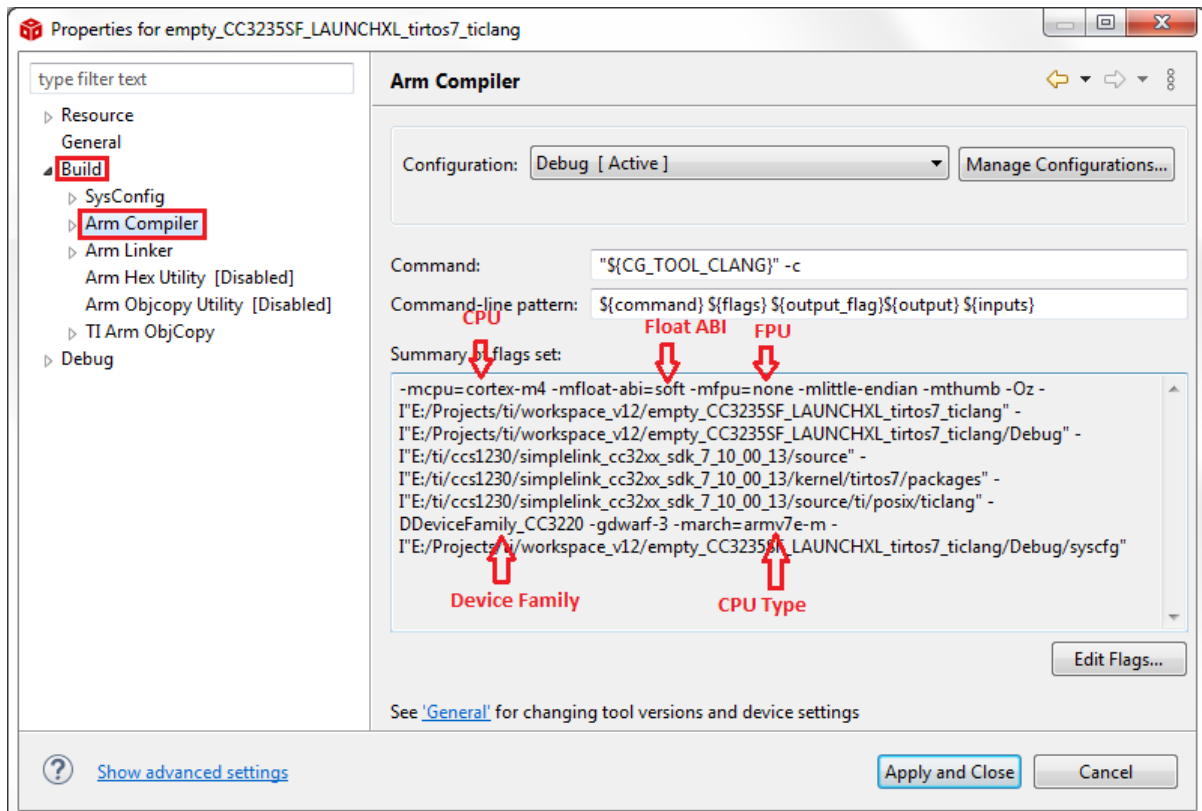 Properties for empty_CC3235SF_LAUNCHXL_tirtos7_ticlang
type filter text
Resource
General
Build
SysConfig
Arm Compiler
Arm Linker
Arm Hex Utility [Disabled]
Arm Objcopy Utility [Disabled]
TI Arm ObjCopy
Debug
Arm Compiler
Configuration: Debug [ Active ] Manage Configurations...
Command: "${CG_TOOL_CLANG}" -c
Command-line pattern: ${command} ${flags} ${output_flag}${output} ${inputs}
CPU Float ABI FPU
Summary of flags set:
-mcpu=cortex-m4 -mfloat-abi=soft -mfpu=none -mlittle-endian -mthumb -Oz -
I"E:/Projects/ti/workspace_v12/empty_CC3235SF_LAUNCHXL_tirtos7_ticlang" -
I"E:/Projects/ti/workspace_v12/empty_CC3235SF_LAUNCHXL_tirtos7_ticlang/Debug" -
I"E:/ti/ccs1230/simplelink_cc32xx_sdk_7_10_00_13/source" -
I"E:/ti/ccs1230/simplelink_cc32xx_sdk_7_10_00_13/kernel/tirtos7/packages" -
I"E:/ti/ccs1230/simplelink_cc32xx_sdk_7_10_00_13/source/ti/posix/ticlang" -
DDeviceFamily_CC3220 -gdwarf-3 -march=armv7e-m -
I"E:/Projects/ti/workspace_v12/empty_CC3235SF_LAUNCHXL_tirtos7_ticlang/Debug/syscfg"
Device Family CPU Type
Edit Flags...
See 'General' for changing tool versions and device settings
Show advanced settings
Apply and Close Cancel